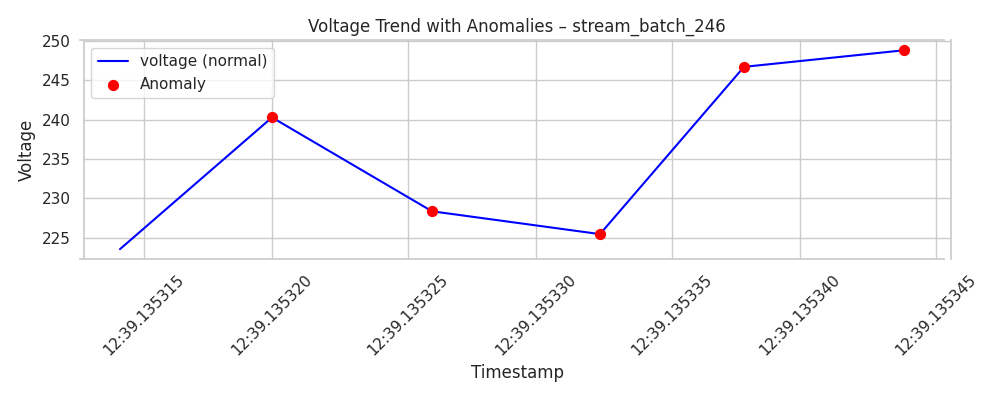 Voltage Trend with Anomalies – stream_batch_246
voltage (normal)
Anomaly
Voltage
250
245
240
235
230
225
12:39.135315
12:39.135320
12:39.135325
12:39.135330
12:39.135335
12:39.135340
12:39.135345
Timestamp